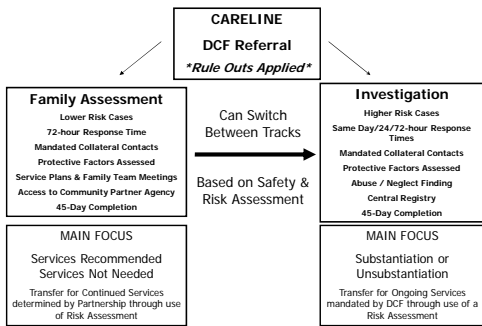 CARELINE
DCF Referral
*Rule Outs Applied*
Family Assessment
Lower Risk Cases
72-hour Response Time
Mandated Collateral Contacts
Protective Factors Assessed
Service Plans & Family Team Meetings
Access to Community Partner Agency
45-Day Completion
Can Switch
Between Tracks
Based on Safety &
Risk Assessment
Investigation
Higher Risk Cases
Same Day/24/72-hour Response
Times
Mandated Collateral Contacts
Protective Factors Assessed
Abuse / Neglect Finding
Central Registry
45-Day Completion
MAIN FOCUS
Services Recommended
Services Not Needed
Transfer for Continued Services
determined by Partnership through use
of Risk Assessment
MAIN FOCUS
Substantiation or
Unsubstantiation
Transfer for Ongoing Services
mandated by DCF through use of a
Risk Assessment